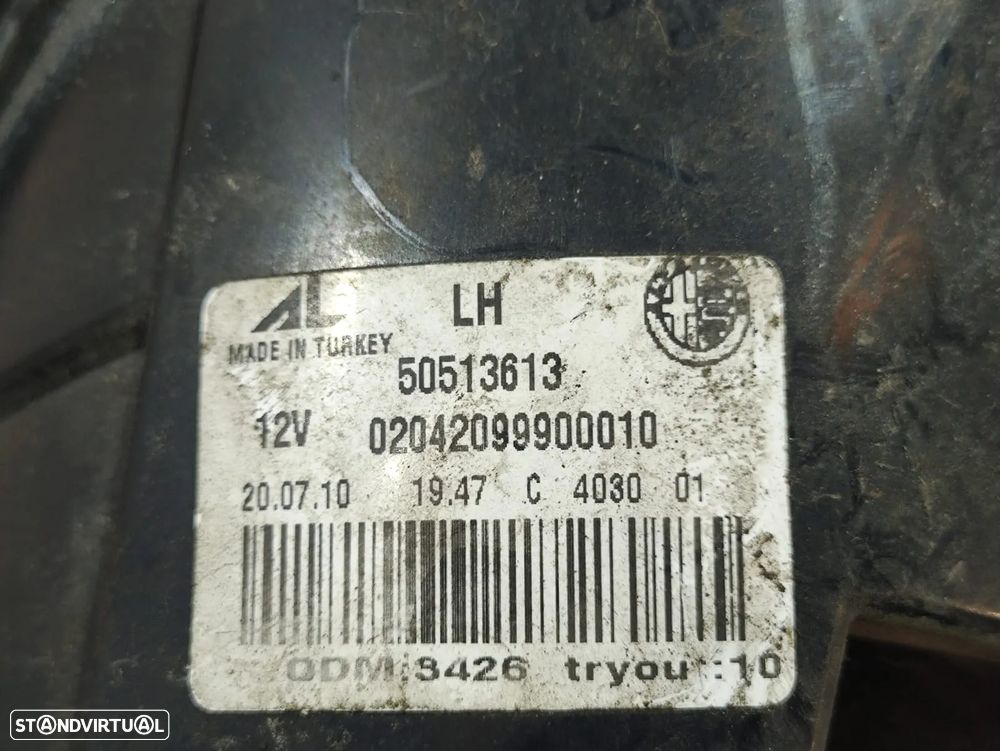 AL
LH
MADE IN TURKEY
50513613
12V 02042099900010
20.07.10 19.47 C 4030 01
QDM:3426 tryou :10
STANDVIRTUAL